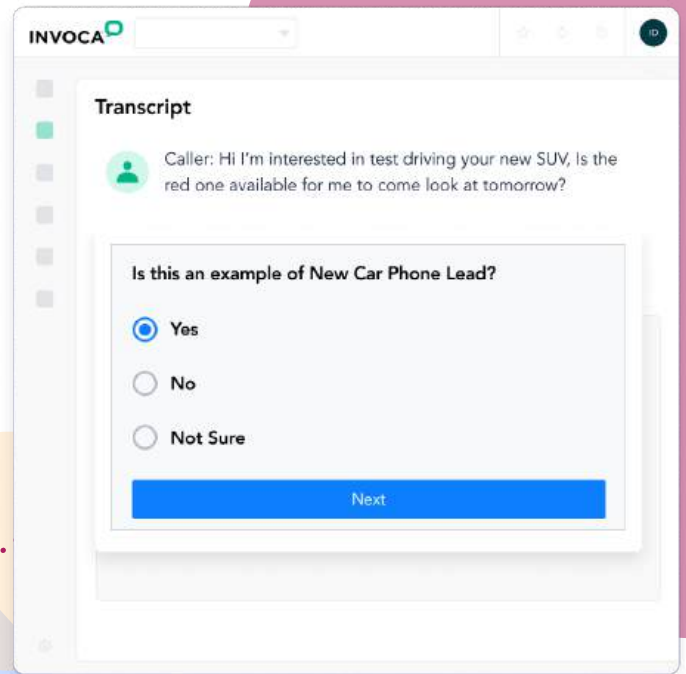 INVOCA
ID
Transcript
Caller: Hi I'm interested in test driving your new SUV, Is the
red one available for me to come look at tomorrow?
Is this an example of New Car Phone Lead?
Yes
No
Not Sure
Next